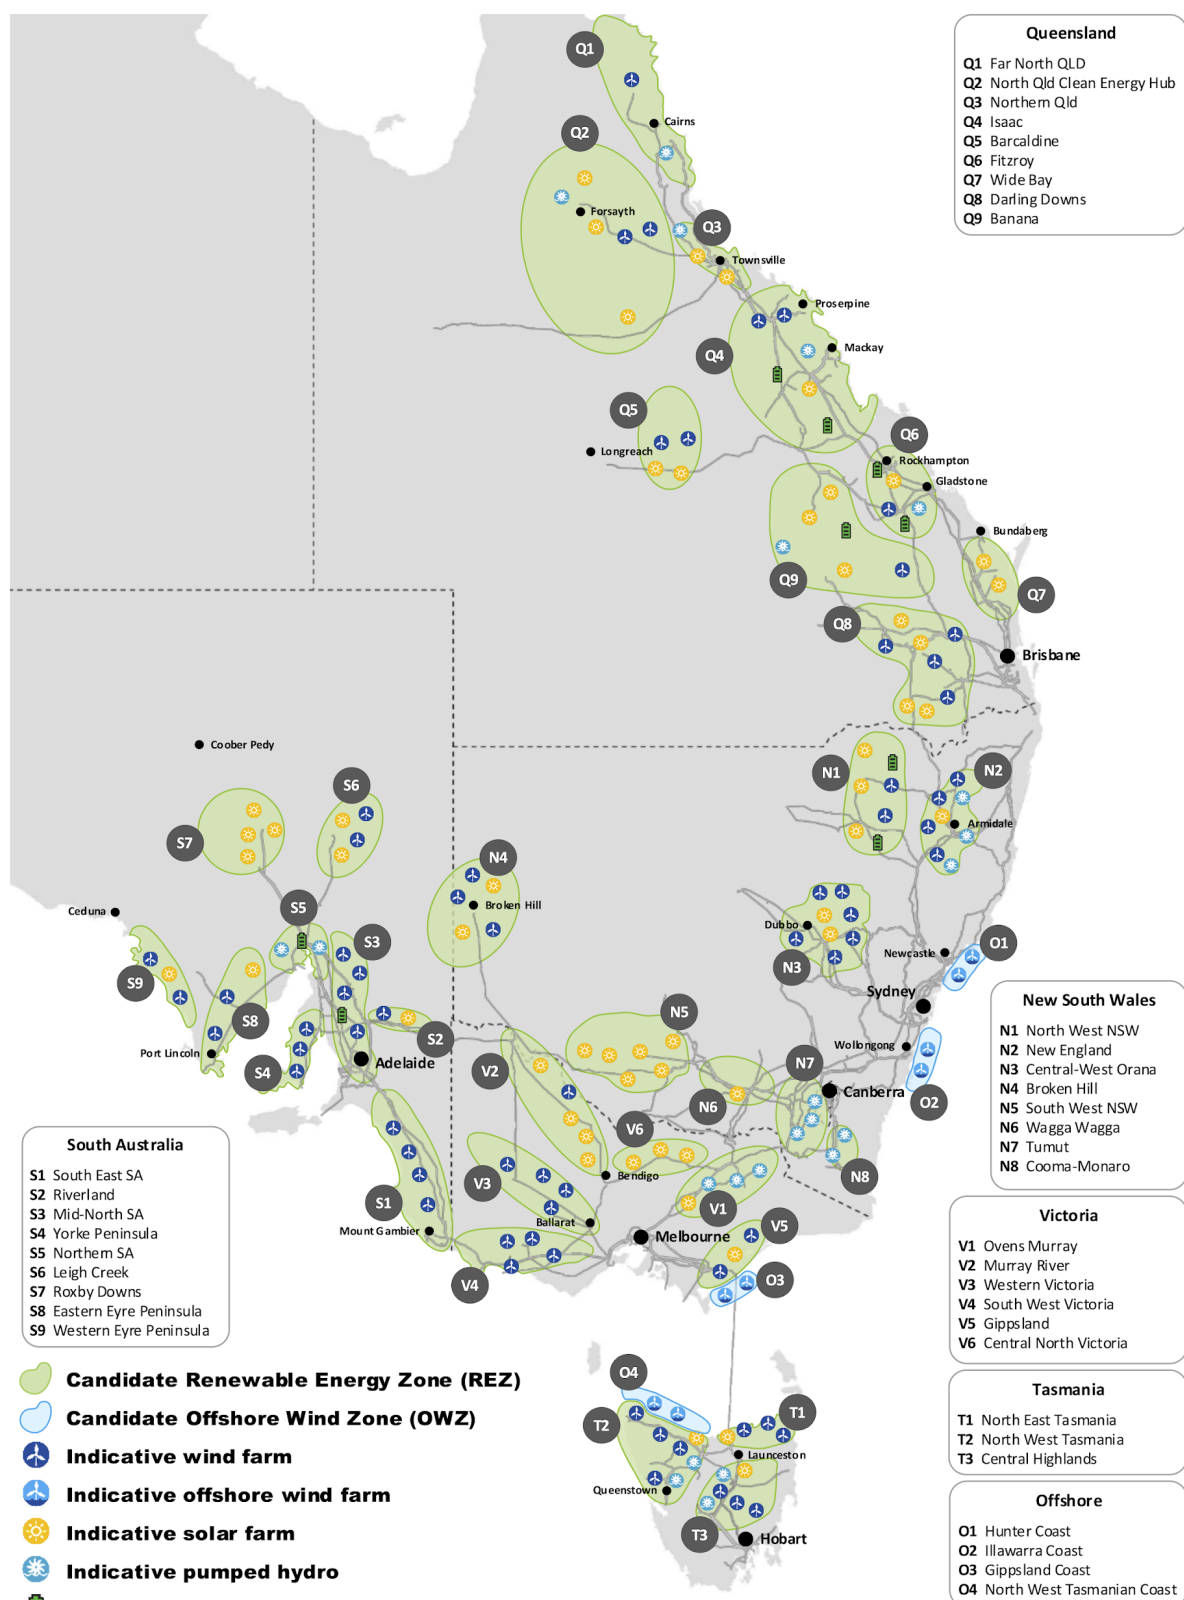 Queensland
Q1 Far North QLD
Q2 North Qld Clean Energy Hub
Q3 Northern Qld
Q4 Isaac
Q5 Barcaldine
Q6 Fitzroy
Q7 Wide Bay
Q8 Darling Downs
Q9 Banana
Q1
Cairns
Q2
Forsayth
Q3
Townsville
Proserpine
Q4
Mackay
Q5
Longreach
Q6
Rockhampton
Gladstone
Bundaberg
Q9
Q7
Q8
Brisbane
Coober Pedy
N1
N2
S6
Armidale
S7
N4
Broken Hill
Ceduna
S5
Dubbo
S3
O1
Newcastle
N3
S9
Sydney
S8
N5
S2
Port Lincoln
Wollongong
Adelaide
S4
V2
N7
Canberra
N6
O2
V6
Bendigo
N8
V3
S1
V1
Mount Gambier
Ballarat
V5
Melbourne
V4
O3
New South Wales
N1 North West NSW
N2 New England
N3 Central-West Orana
N4 Broken Hill
N5 South West NSW
N6 Wagga Wagga
N7 Tumut
N8 Cooma-Monaro
South Australia
S1 South East SA
S2 Riverland
S3 Mid-North SA
S4 Yorke Peninsula
S5 Northern SA
S6 Leigh Creek
S7 Roxby Downs
S8 Eastern Eyre Peninsula
S9 Western Eyre Peninsula
Victoria
V1 Ovens Murray
V2 Murray River
V3 Western Victoria
V4 South West Victoria
V5 Gippsland
V6 Central North Victoria
O4
T2
T1
Launceston
Queenstown
T3
Hobart
Tasmania
T1 North East Tasmania
T2 North West Tasmania
T3 Central Highlands
Offshore
O1 Hunter Coast
O2 Illawarra Coast
O3 Gippsland Coast
O4 North West Tasmanian Coast
Candidate Renewable Energy Zone (REZ)
Candidate Offshore Wind Zone (OWZ)
Indicative wind farm
Indicative offshore wind farm
Indicative solar farm
Indicative pumped hydro